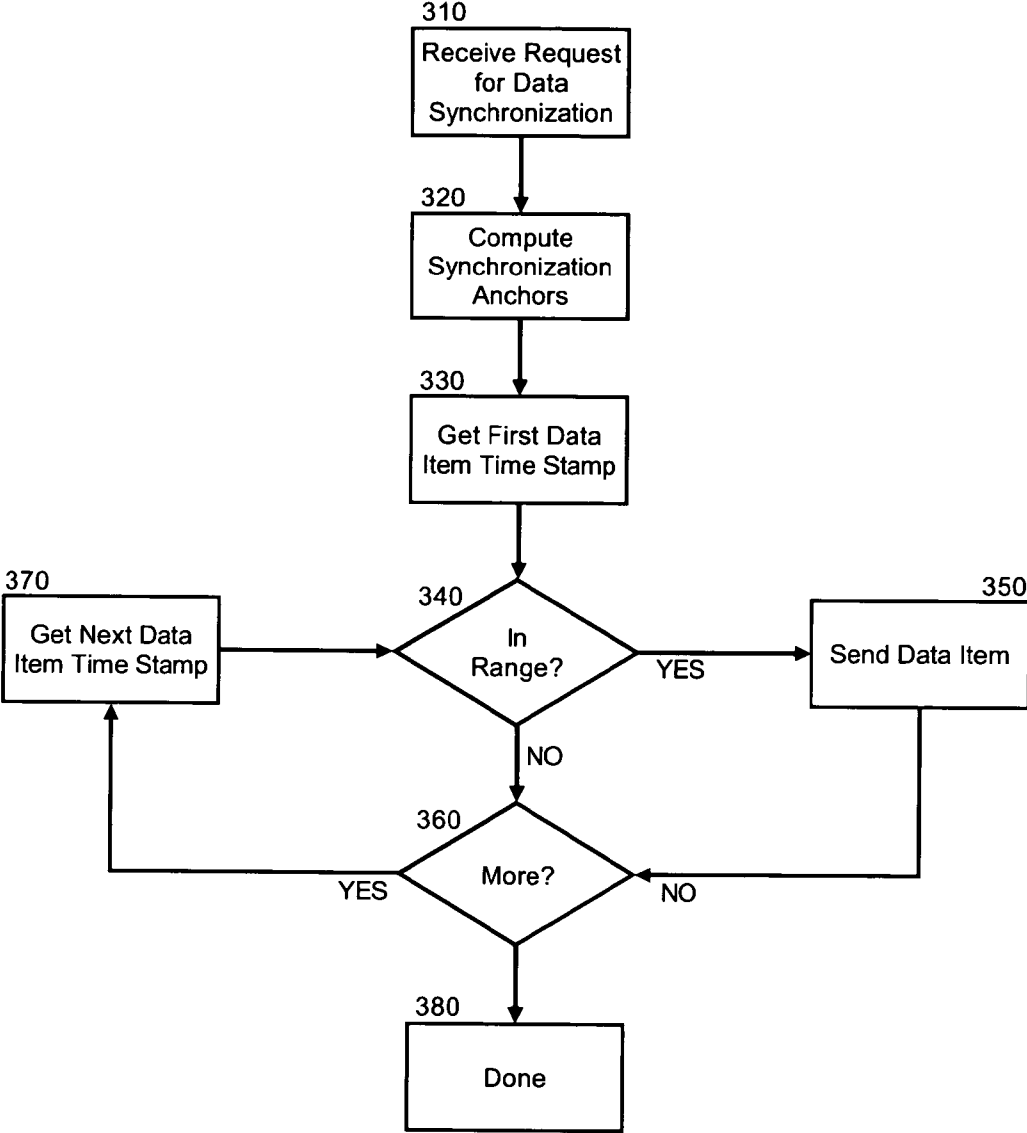 310
Receive Request
for Data
Synchronization
320
Compute
Synchronization
Anchors
330
Get First Data
Item Time Stamp
370
Get Next Data
Item Time Stamp
340
In
Range?
YES
350
Send Data Item
NO
360
More?
YES
NO
380
Done